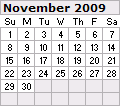 November 2009
Su M Tu W Th F Sa
1 2 3 4 5 6 7
8 9 10 11 12 13 14
15 16 17 18 19 20 21
22 23 24 25 26 27 28
29 30